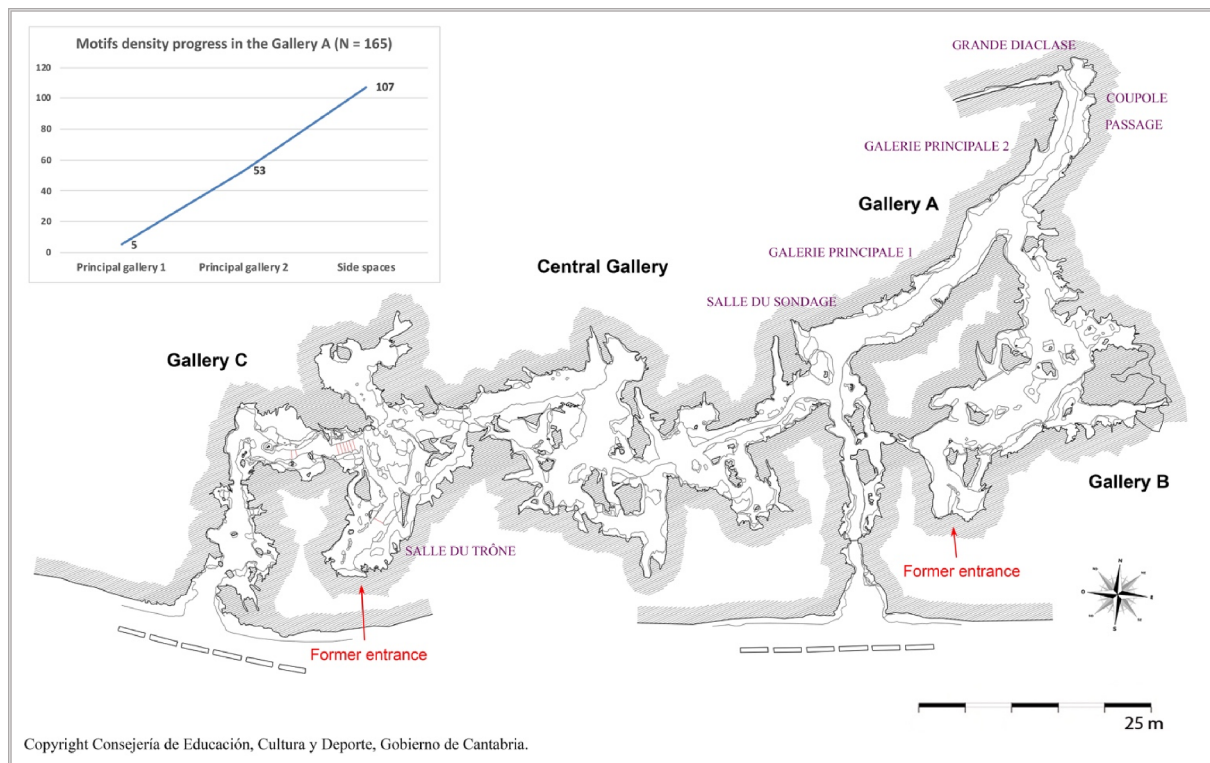 Motifs density progress in the Gallery A (N = 165)
120
100
80
60
40
20
0
5
53
107
Principal gallery 1
Principal gallery 2
Side spaces
GRANDE DIACLASE
COUPOLE
PASSAGE
GALERIE PRINCIPALE 2
Gallery A
GALERIE PRINCIPALE 1
Central Gallery
SALLE DU SONDAGE
Gallery C
Gallery B
SALLE DU TRÔNE
Former entrance
Former entrance
N
E
S
O
25 m
Copyright Consejería de Educación, Cultura y Deporte, Gobierno de Cantabria.